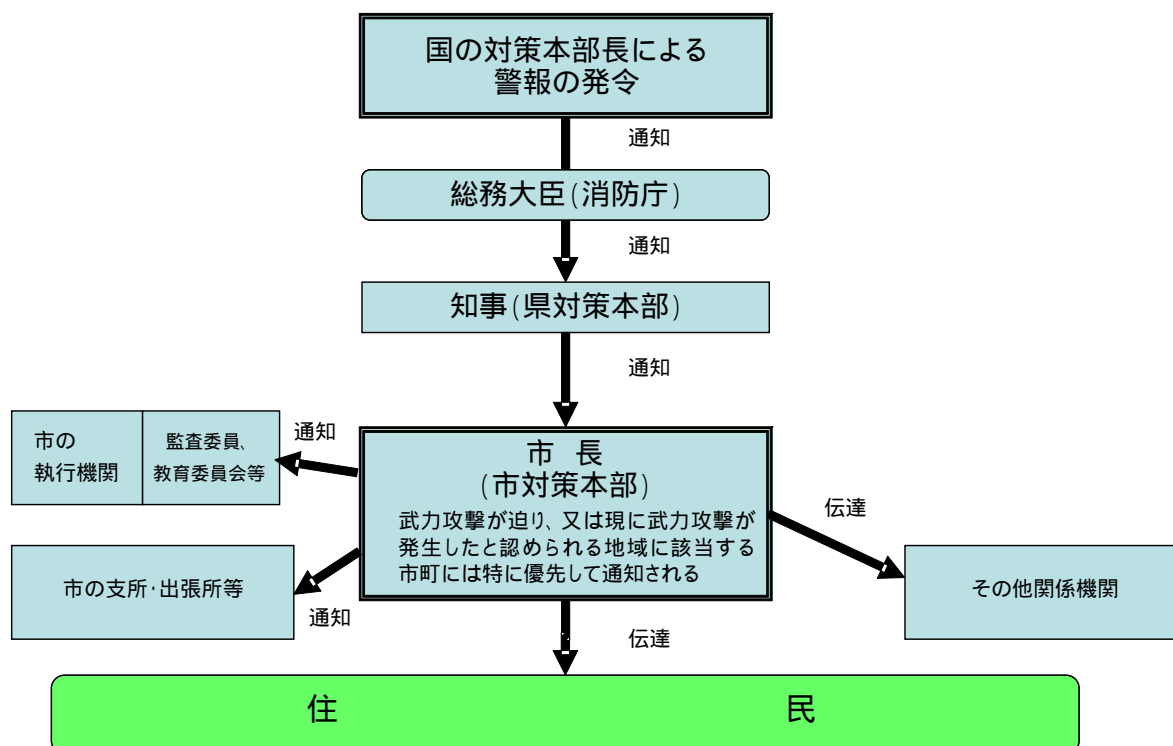 国の対策本部長による
警報の発令
通知
総務大臣(消防庁)
通知
知事(県対策本部)
通知
市の
執行機関
監査委員、
教育委員会等
通知
市 長
(市対策本部)
武力攻撃が迫り、又は現に武力攻撃が
発生したと認められる地域に該当する
市町には特に優先して通知される
伝達
市の支所・出張所等
通知
その他関係機関
伝達
住 民